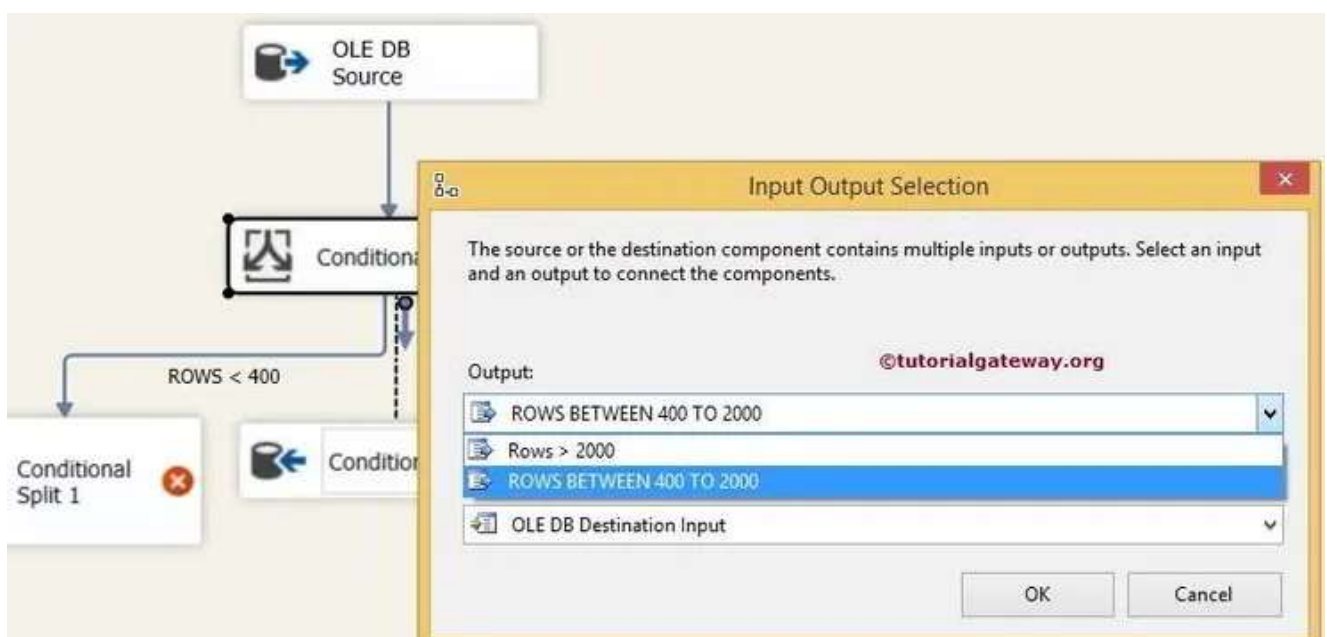 OLE DB
Source
Input Output Selection
The source or the destination component contains multiple inputs or outputs. Select an input
and an output to connect the components.
©tutorialgateway.org
Output:
ROWS BETWEEN 400 TO 2000
Rows > 2000
ROWS BETWEEN 400 TO 2000
OLE DB Destination Input
OK
Cancel
Conditiona
ROWS < 400
Conditional
Split 1
Condition